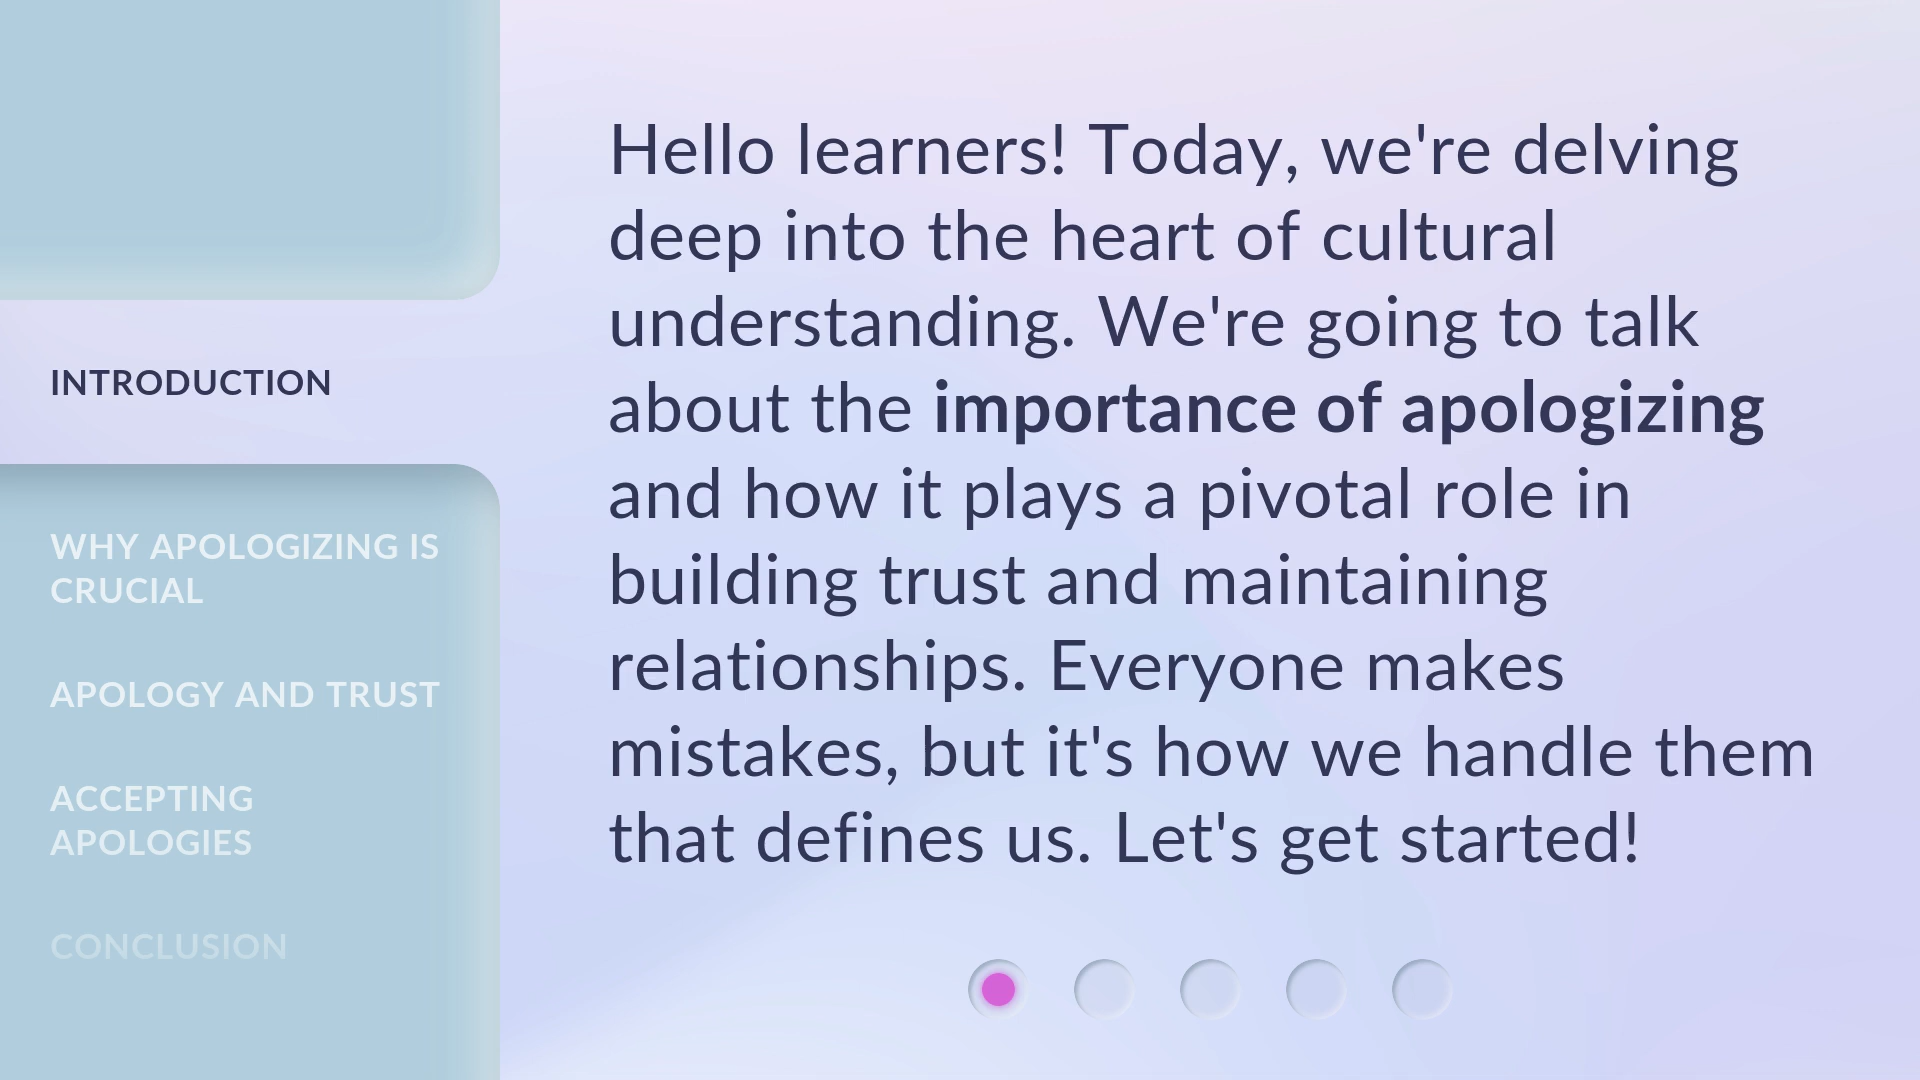 INTRODUCTION
WHY APOLOGIZING IS
CRUCIAL
APOLOGY AND TRUST
ACCEPTING
APOLOGIES
CONCLUSION
Hello learners! Today, we're delving
deep into the heart of cultural
understanding. We're going to talk
about the importance of apologizing
and how it plays a pivotal role in
building trust and maintaining
relationships. Everyone makes
mistakes, but it's how we handle them
that defines us. Let's get started!